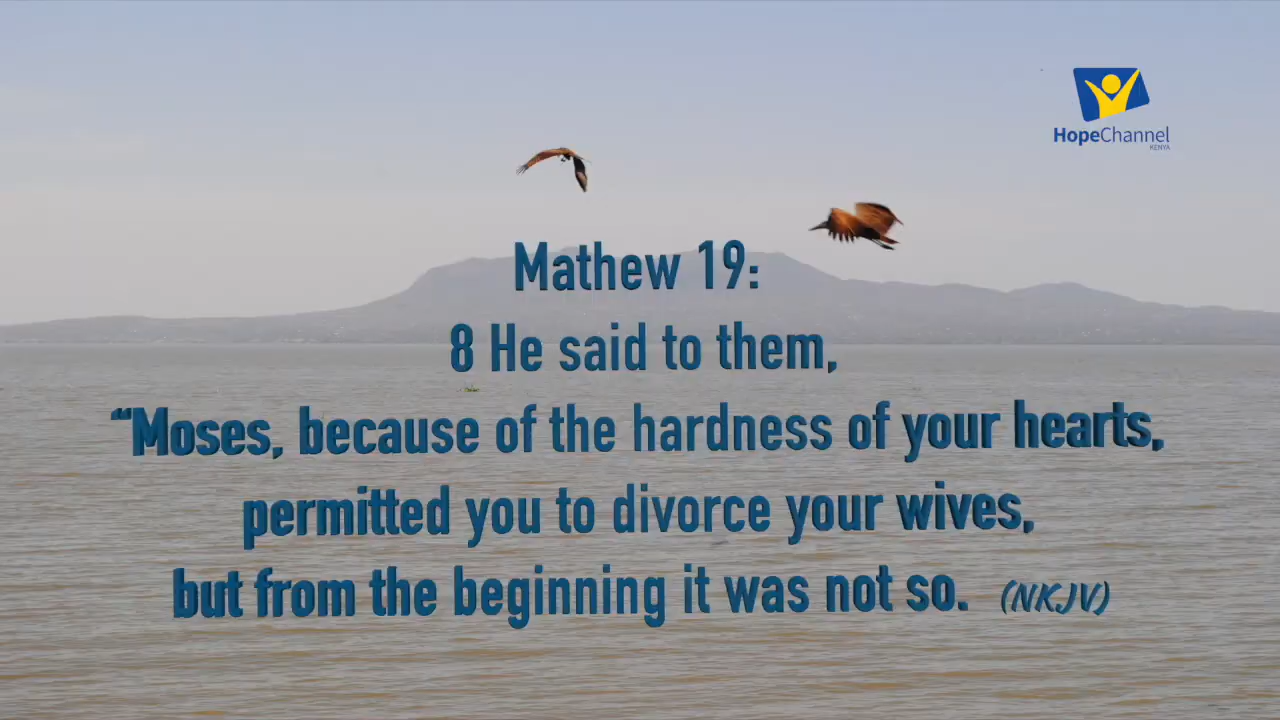 HopeChannel
KENYA
Mathew 19:
8 He said to them,
“Moses, because of the hardness of your hearts,
permitted you to divorce your wives,
but from the beginning it was not so. (NKJV)